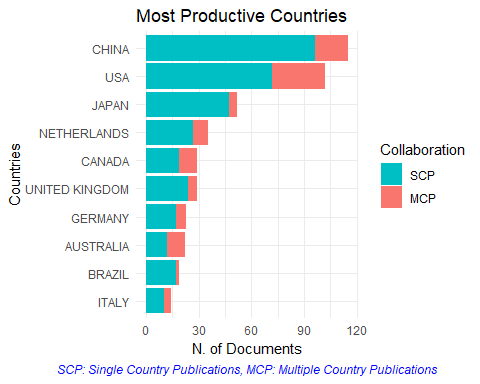 Most Productive Countries
CHINA
USA
JAPAN
NETHERLANDS
CANADA
UNITED KINGDOM
GERMANY
AUSTRALIA
BRAZIL
ITALY
Countries
0 30 60 90 120
N. of Documents
Collaboration
SCP
MCP
SCP: Single Country Publications, MCP: Multiple Country Publications